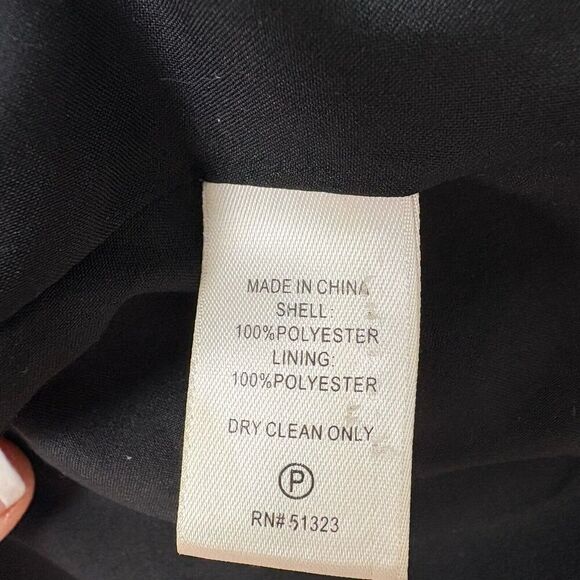 MADE IN CHINA
SHELL:
100%POLYESTER
LINING:
100%POLYESTER
DRY CLEAN ONLY
P
RN# 51323